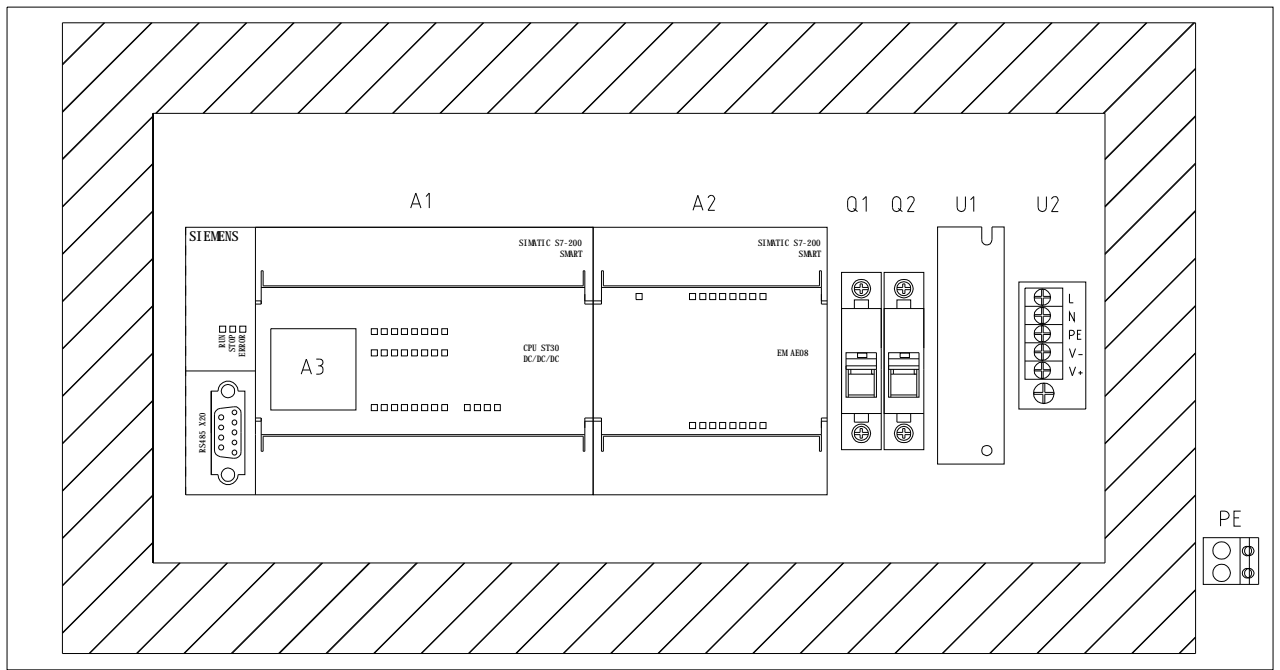 A1
A2
Q1 Q2
U1
U2
SIEMENS
SIMATIC S7-200
SMART
SIMATIC S7-200
SMART
L
N
PE
V-
V+
RUN
STOP
ERROR
A3
CPU ST30
DC/DC/DC
EM AE08
RS485 X20
PE